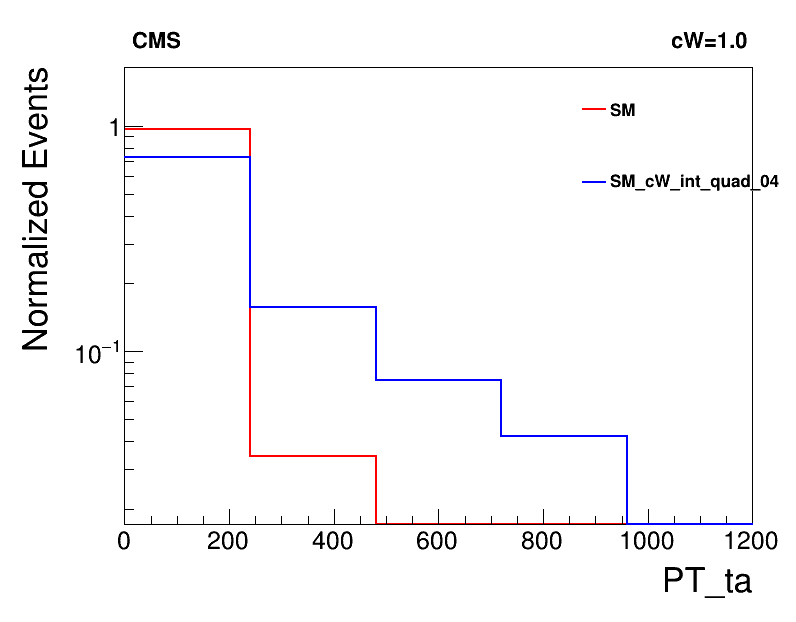 CMS
cW=1.0
Normalized Events
SM
SM_cW_int_quad_04
1
10⁻¹
0 200 400 600 800 1000 1200
PT_ta